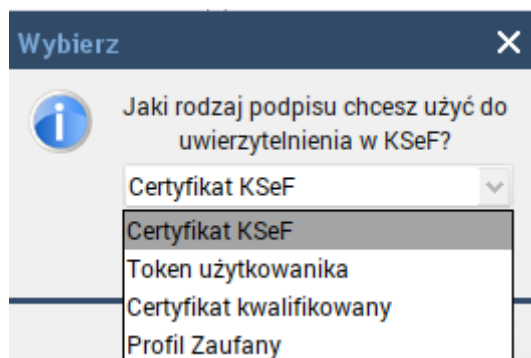 Wybierz
Jaki rodzaj podpisu chcesz użyć do
uwierzytelnienia w KSeF?
Certyfikat KSeF
Certyfikat KSeF
Token użytkowanika
Certyfikat kwalifikowany
Profil Zaufany